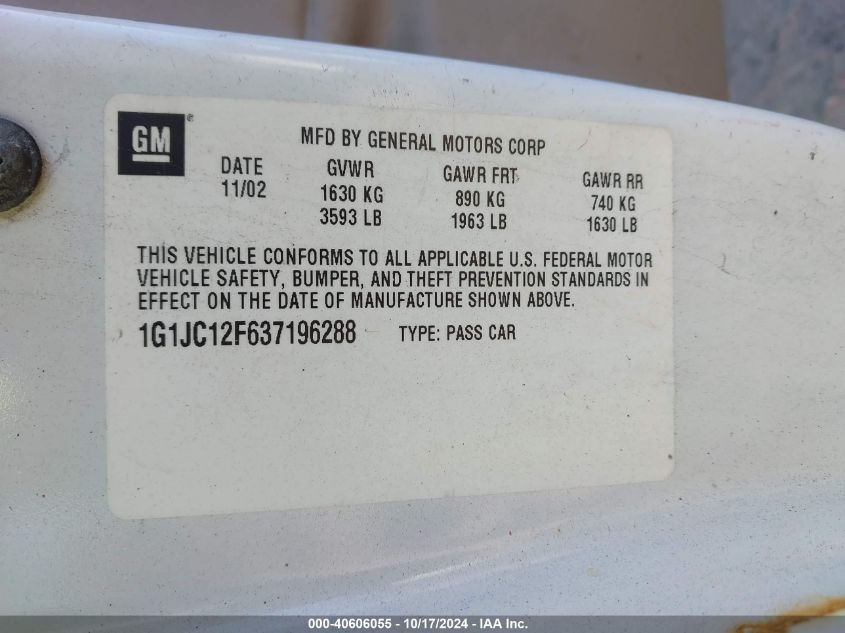 GM ®
MFD BY GENERAL MOTORS CORP
DATE GVWR GAWR FRT GAWR RR
11/02 1630 KG 890 KG 740 KG
3593 LB 1963 LB 1630 LB
THIS VEHICLE CONFORMS TO ALL APPLICABLE U.S. FEDERAL MOTOR
VEHICLE SAFETY, BUMPER, AND THEFT PREVENTION STANDARDS IN
EFFECT ON THE DATE OF MANUFACTURE SHOWN ABOVE.
1G1JC12F637196288 TYPE: PASS CAR
000-40606055 | 10/17/2024 - IAA Inc.